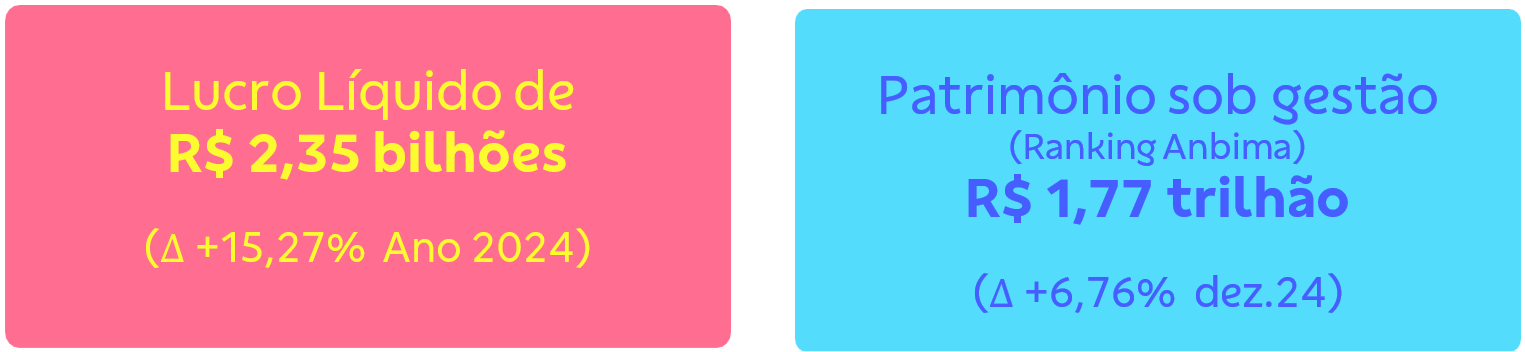 Lucro Líquido de
R$ 2,35 bilhões
(Δ +15,27% Ano 2024)
Patrimônio sob gestão
(Ranking Anbima)
R$ 1,77 trilhão
(Δ +6,76% dez.24)